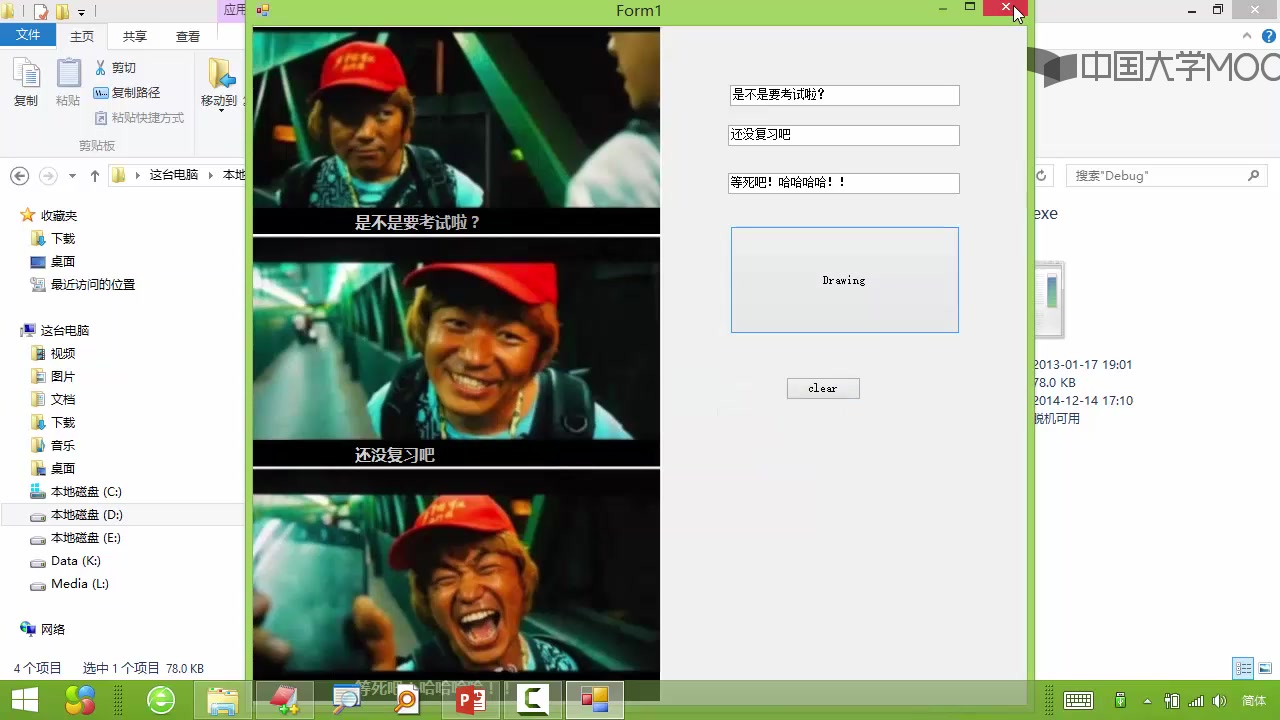 Form1
应用
文件
主页
共享
查看
复制
粘贴
剪切
复制路径
粘贴快捷方式
移动到
剪贴板
中国大学MOO
这台电脑
本地
搜索"Debug"
收藏夹
下载
桌面
最近访问的位置
这台电脑
视频
图片
文档
下载
音乐
桌面
本地磁盘 (C:)
本地磁盘 (D:)
本地磁盘 (E:)
Data (K:)
Media (L:)
网络
4 个项目
选中 1 个项目 78.0 KB
是不是要考试啦？
还没复习吧
等死吧！哈哈哈哈！！
是不是要考试啦？
还没复习吧
等死吧！哈哈哈哈！！
Drawing
clear
exe
2013-01-17 19:01
78.0 KB
2014-12-14 17:10
脱机可用
简体